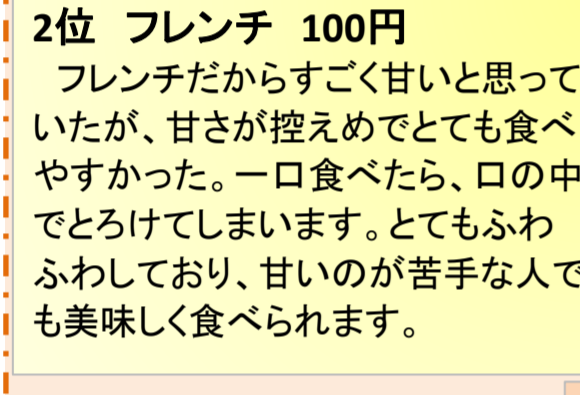 2位　フレンチ　100円
　フレンチだからすごく甘いと思って
いたが、甘さが控えめでとても食べ
やすかった。一口食べたら、口の中
でとろけてしまいます。とてもふわ
ふわしており、甘いのが苦手な人で
も美味しく食べられます。